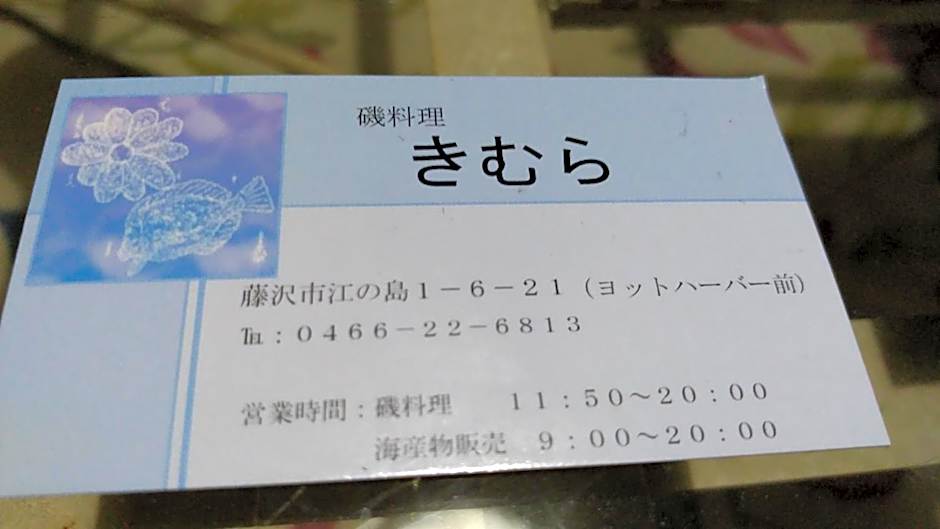 磯料理
きむら
藤沢市江の島1-6-21 (ヨットハーバー前)
℡:0466-22-6813
営業時間:磯料理 11:50~20:00
海産物販売 9:00~20:00